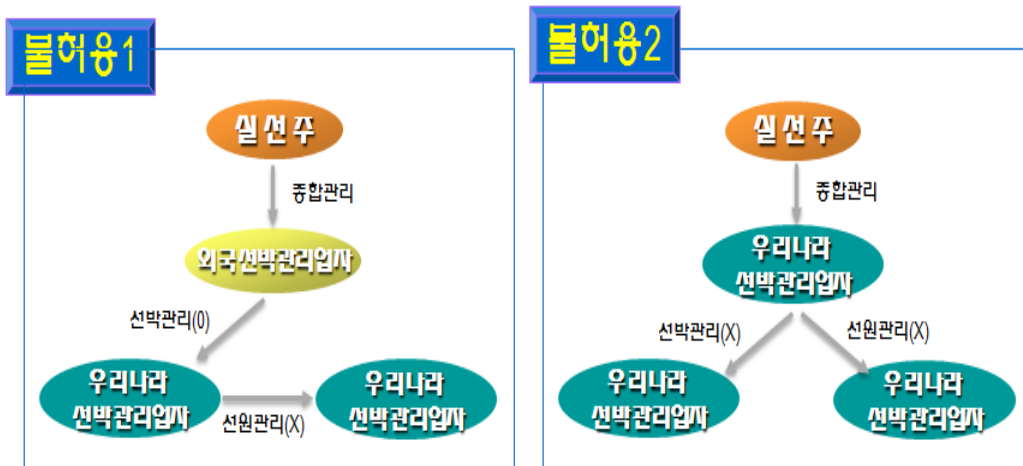 불허용1
실선주
종합관리
외국선박관리업자
선박관리(0)
우리나라
선박관리업자
선원관리(X)
우리나라
선박관리업자
불허용2
실선주
종합관리
우리나라
선박관리업자
선박관리(X)
선원관리(X)
우리나라
선박관리업자
우리나라
선박관리업자